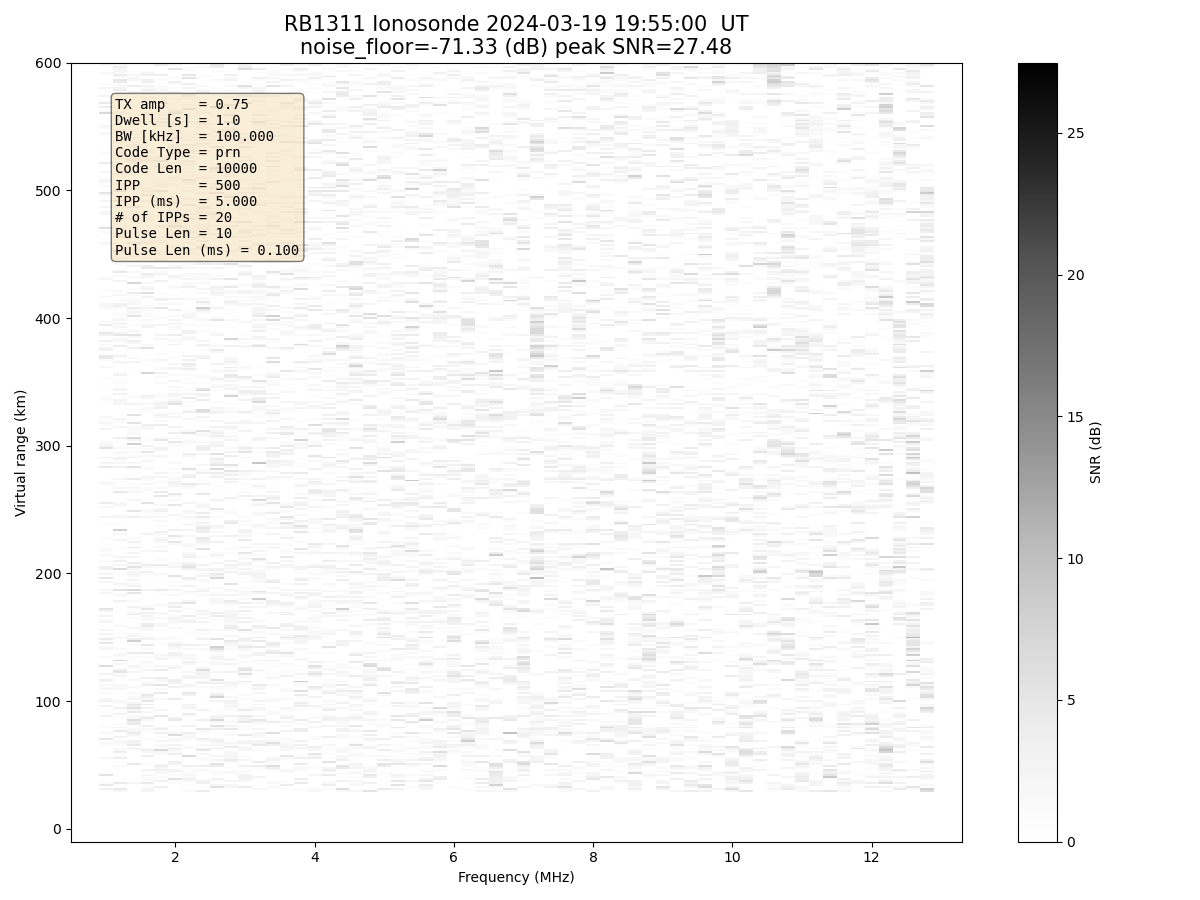 RB1311 Ionosonde 2024-03-19 19:55:00  UT
noise_floor=-71.33 (dB) peak SNR=27.48
TX amp    = 0.75
Dwell [s] = 1.0
BW [kHz]  = 100.000
Code Type = prn
Code Len  = 10000
IPP       = 500
IPP (ms)  = 5.000
# of IPPs = 20
Pulse Len = 10
Pulse Len (ms) = 0.100
Virtual range (km)
600
500
400
300
200
100
0
2 4 6 8 10 12
Frequency (MHz)
25
20
15
10
5
0
SNR (dB)